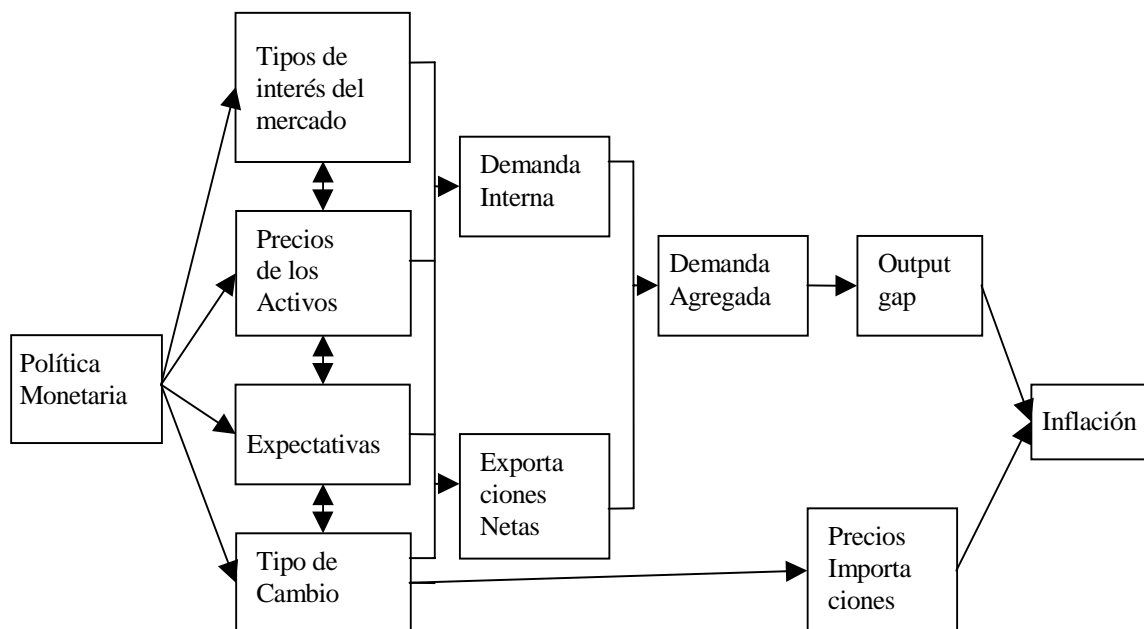 Política
Monetaria
Tipos de
interés del
mercado
Precios
de los
Activos
Expectativas
Tipo de
Cambio
Demanda
Interna
Exporta
ciones
Netas
Demanda
Agregada
Output
gap
Precios
Importa
ciones
Inflación